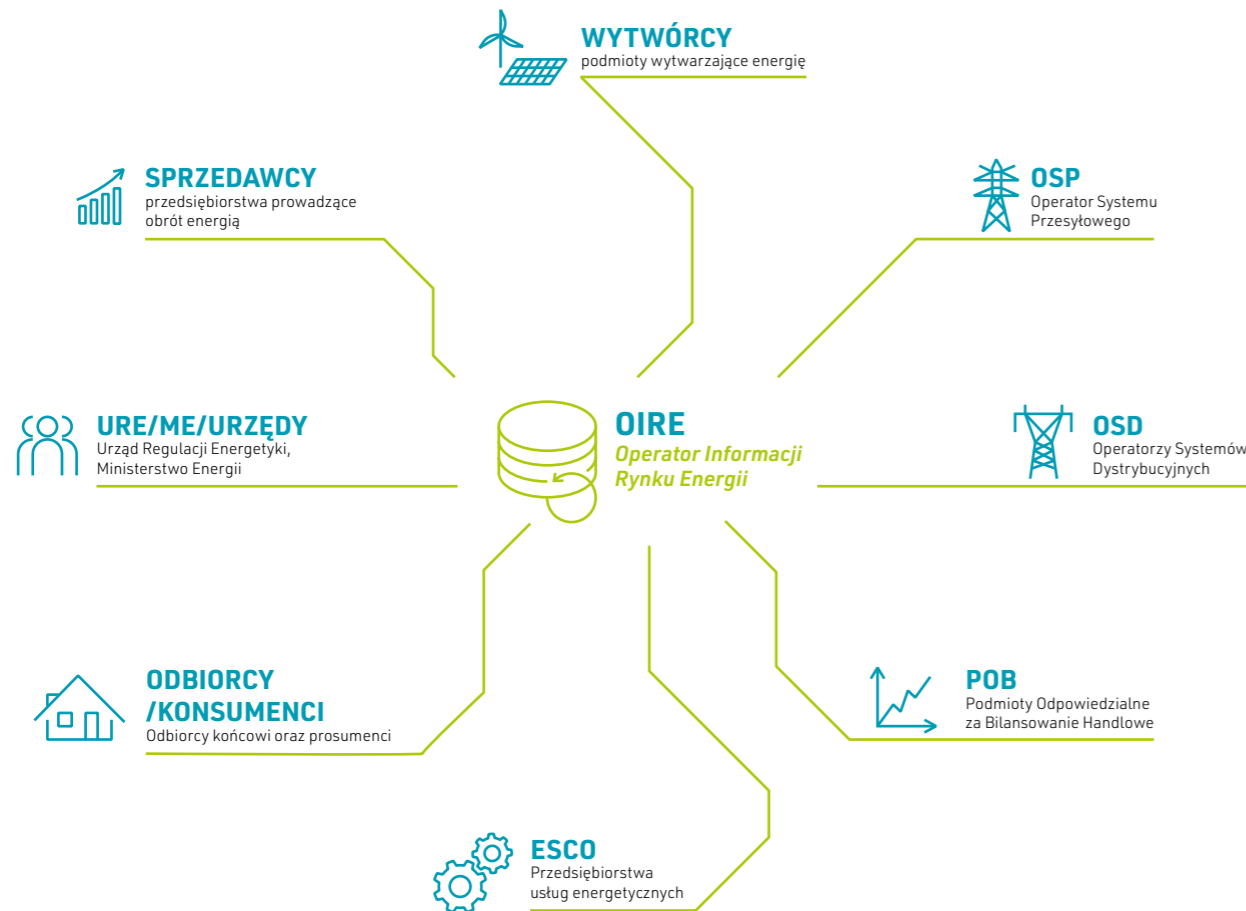 WYTWÓRCY
podmioty wytwarzające energię
SPRZEDAWCY
przedsiębiorstwa prowadzące
obrót energią
OSP
Operator Systemu
Przesyłowego
URE/ME/URZĘDY
Urząd Regulacji Energetyki,
Ministerstwo Energii
OIRE
Operator Informacji
Rynku Energii
OSD
Operatorzy Systemów
Dystrybucyjnych
ODBIORCY
/KONSUMENCI
Odbiorcy końcowi oraz prosumenci
POB
Podmioty Odpowiedzialne
za Bilansowanie Handlowe
ESCO
Przedsiębiorstwa
usług energetycznych